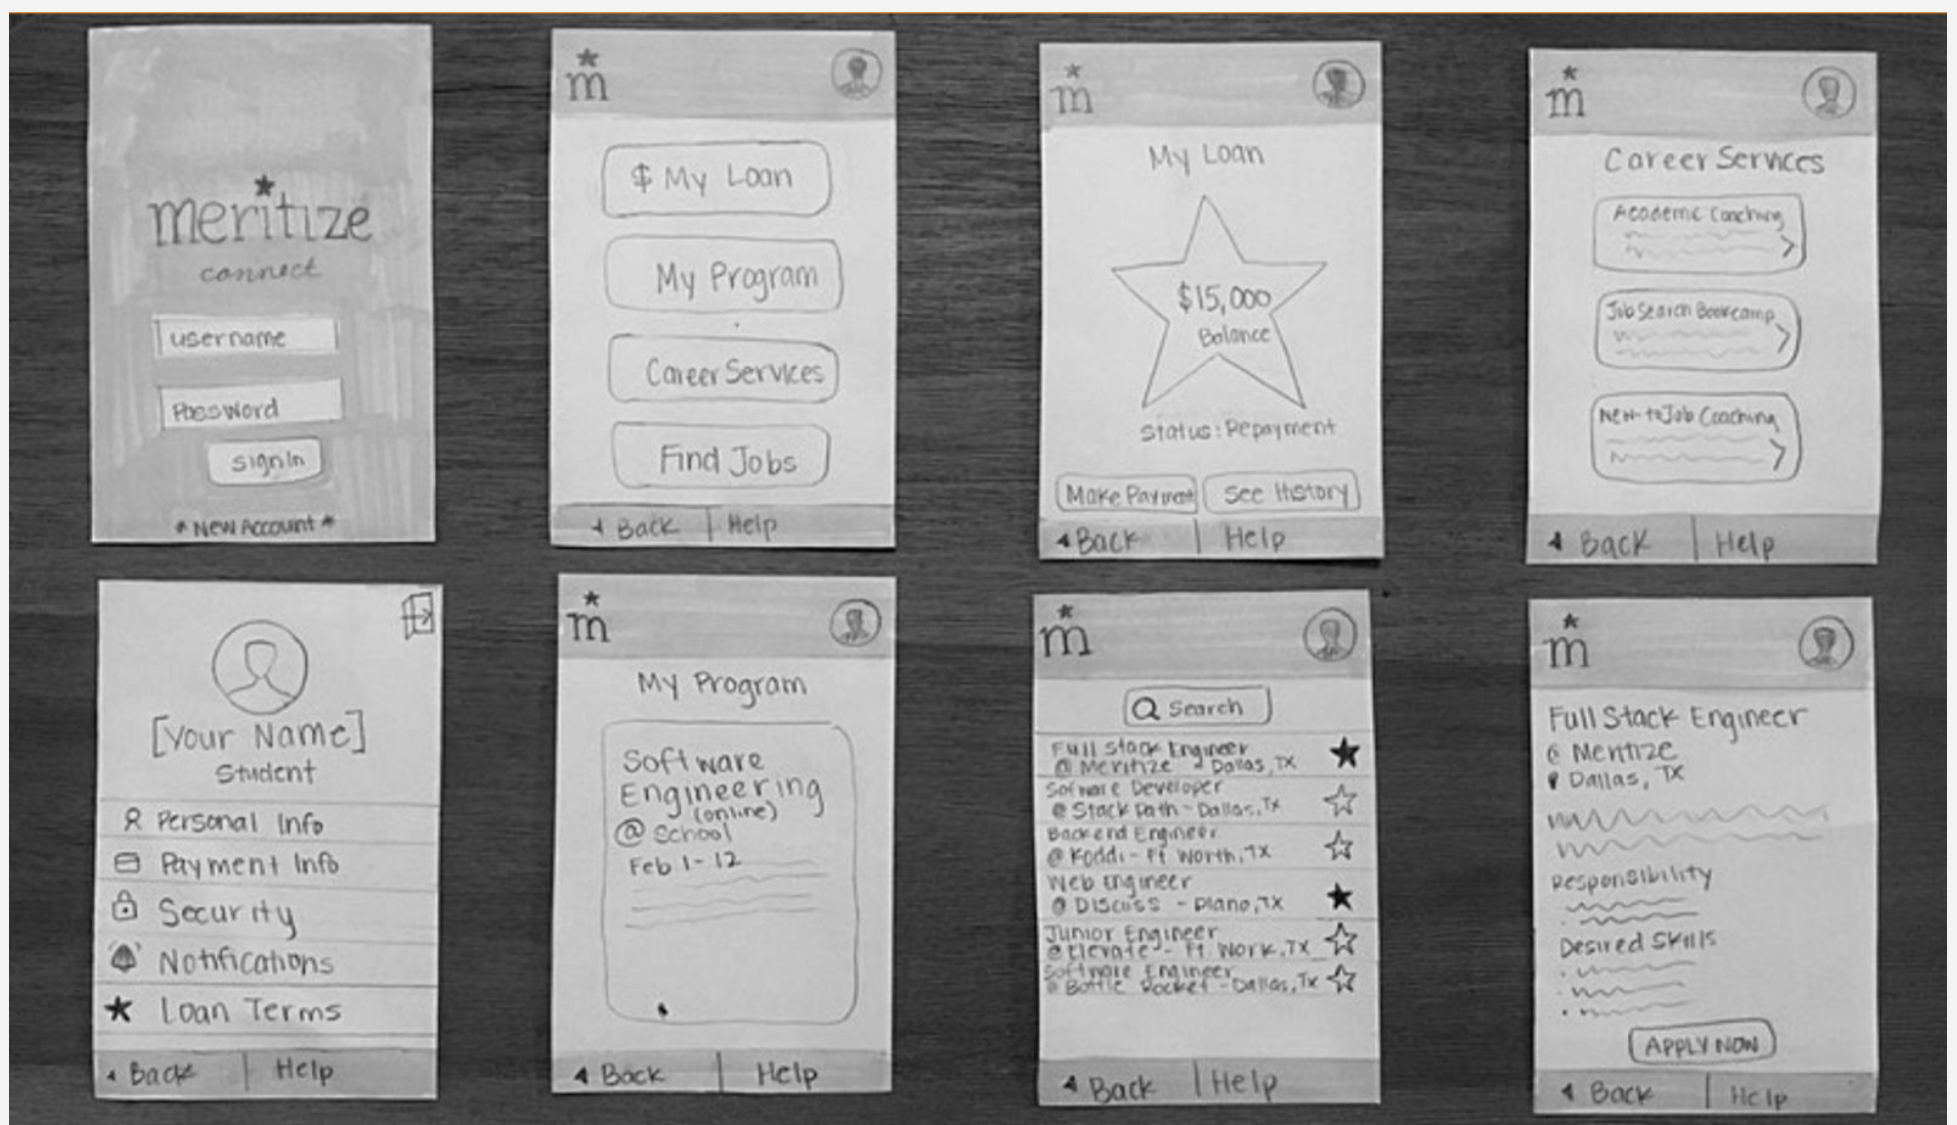 meritize
connect
username
Password
sign In
* New Account *
m
$ My Loan
My Program
Career Services
Find Jobs
Back | Help
m
My Loan
$15,000
Balance
Status: Repayment
Make Payment
See History
Back | Help
m
Career Services
Academic Coaching
Job Search Bootcamp
New-to Job Coaching
Back | Help
[Your Name]
Student
Personal Info
Payment Info
Security
Notifications
Loan Terms
Back | Help
m
My Program
Software
Engineering
(online)
@ School
Feb 1-12
Back | Help
m
Search
Full Stack Engineer
@ Meritize - Dallas, TX
Software Developer
@ Stack Path - Dallas, Tx
Backend Engineer
@ Koddi - Ft Worth, TX
Web Engineer
@ Discuss - Plano, TX
Junior Engineer
@ Elevate - Ft. Work, TX
Software Engineer
@ Bottle Rocket - Dallas, Tx
Back | Help
m
Full Stack Engineer
@ Meritize
Dallas, TX
Responsibility
Desired Skills
APPLY NOW
Back | Help